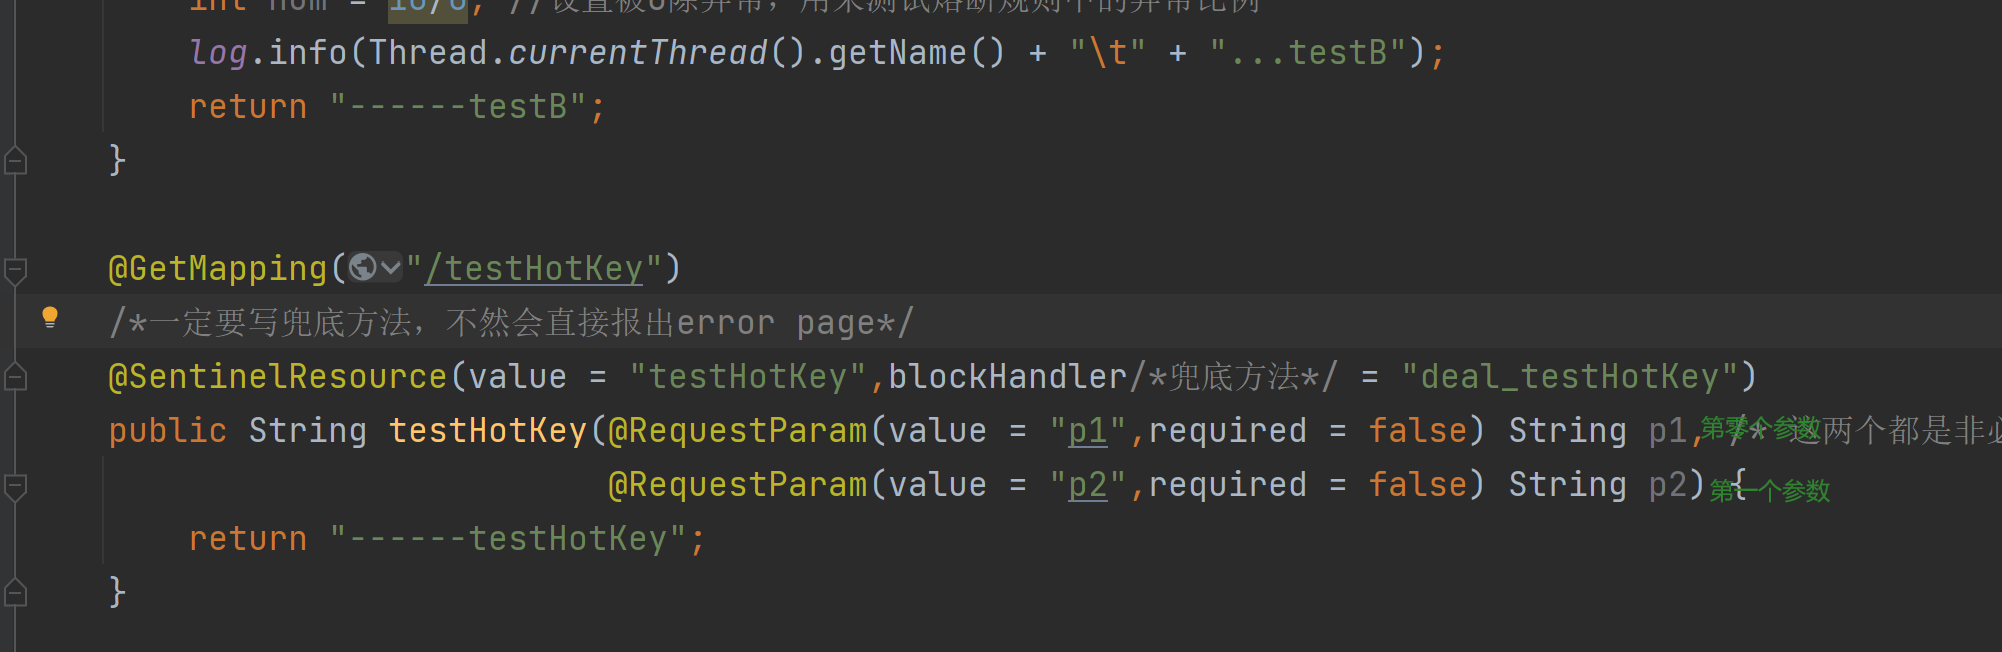 int num = 10/0; //设置被0除异常，用来测试熔断规则中的异常比例
log.info(Thread.currentThread().getName() + "\t" + "...testB");
return "------testB";
}
@GetMapping("/testHotKey")
/*一定要写兜底方法，不然会直接报出error page*/
@SentinelResource(value = "testHotKey",blockHandler/*兜底方法*/ = "deal_testHotKey")
public String testHotKey(@RequestParam(value = "p1",required = false) String p1, /* 这两个都是非必
第零个参数
@RequestParam(value = "p2",required = false) String p2) {
第一个参数
return "------testHotKey";
}